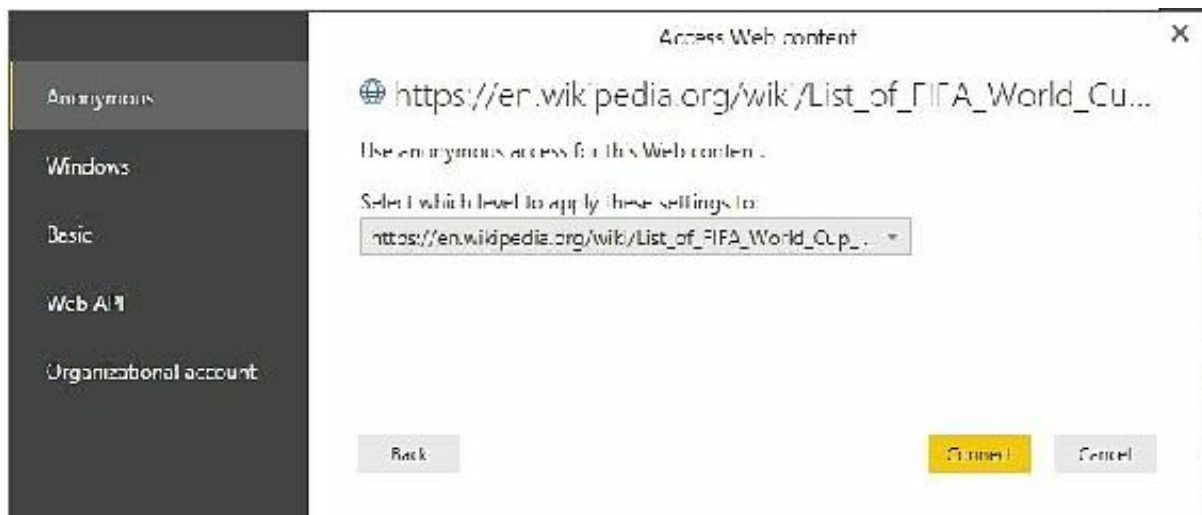 Access Web content
Anonymous
Windows
Basic
Web API
Organizational account
https://en.wikipedia.org/wiki/List_of_FIFA_World_Cu...
Use anonymous access for this Web content.
Select which level to apply these settings to
https://en.wikipedia.org/wiki/List_of_FIFA_World_Cup_...
Back
Connect
Cancel